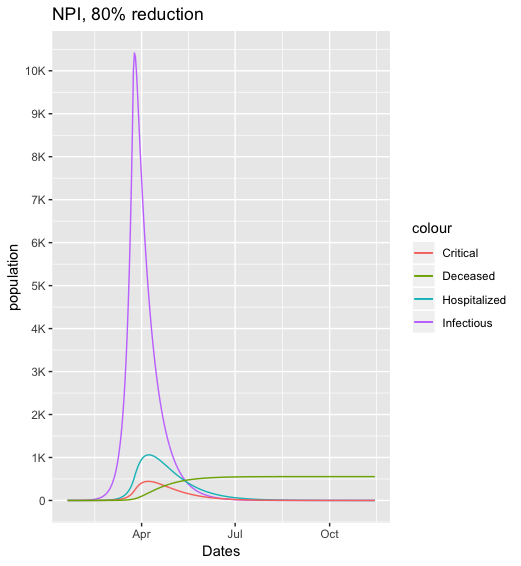 NPI, 80% reduction
10K
9K
8K
7K
6K
5K
4K
3K
2K
1K
0
population
Apr
Jul
Oct
Dates
colour
Critical
Deceased
Hospitalized
Infectious